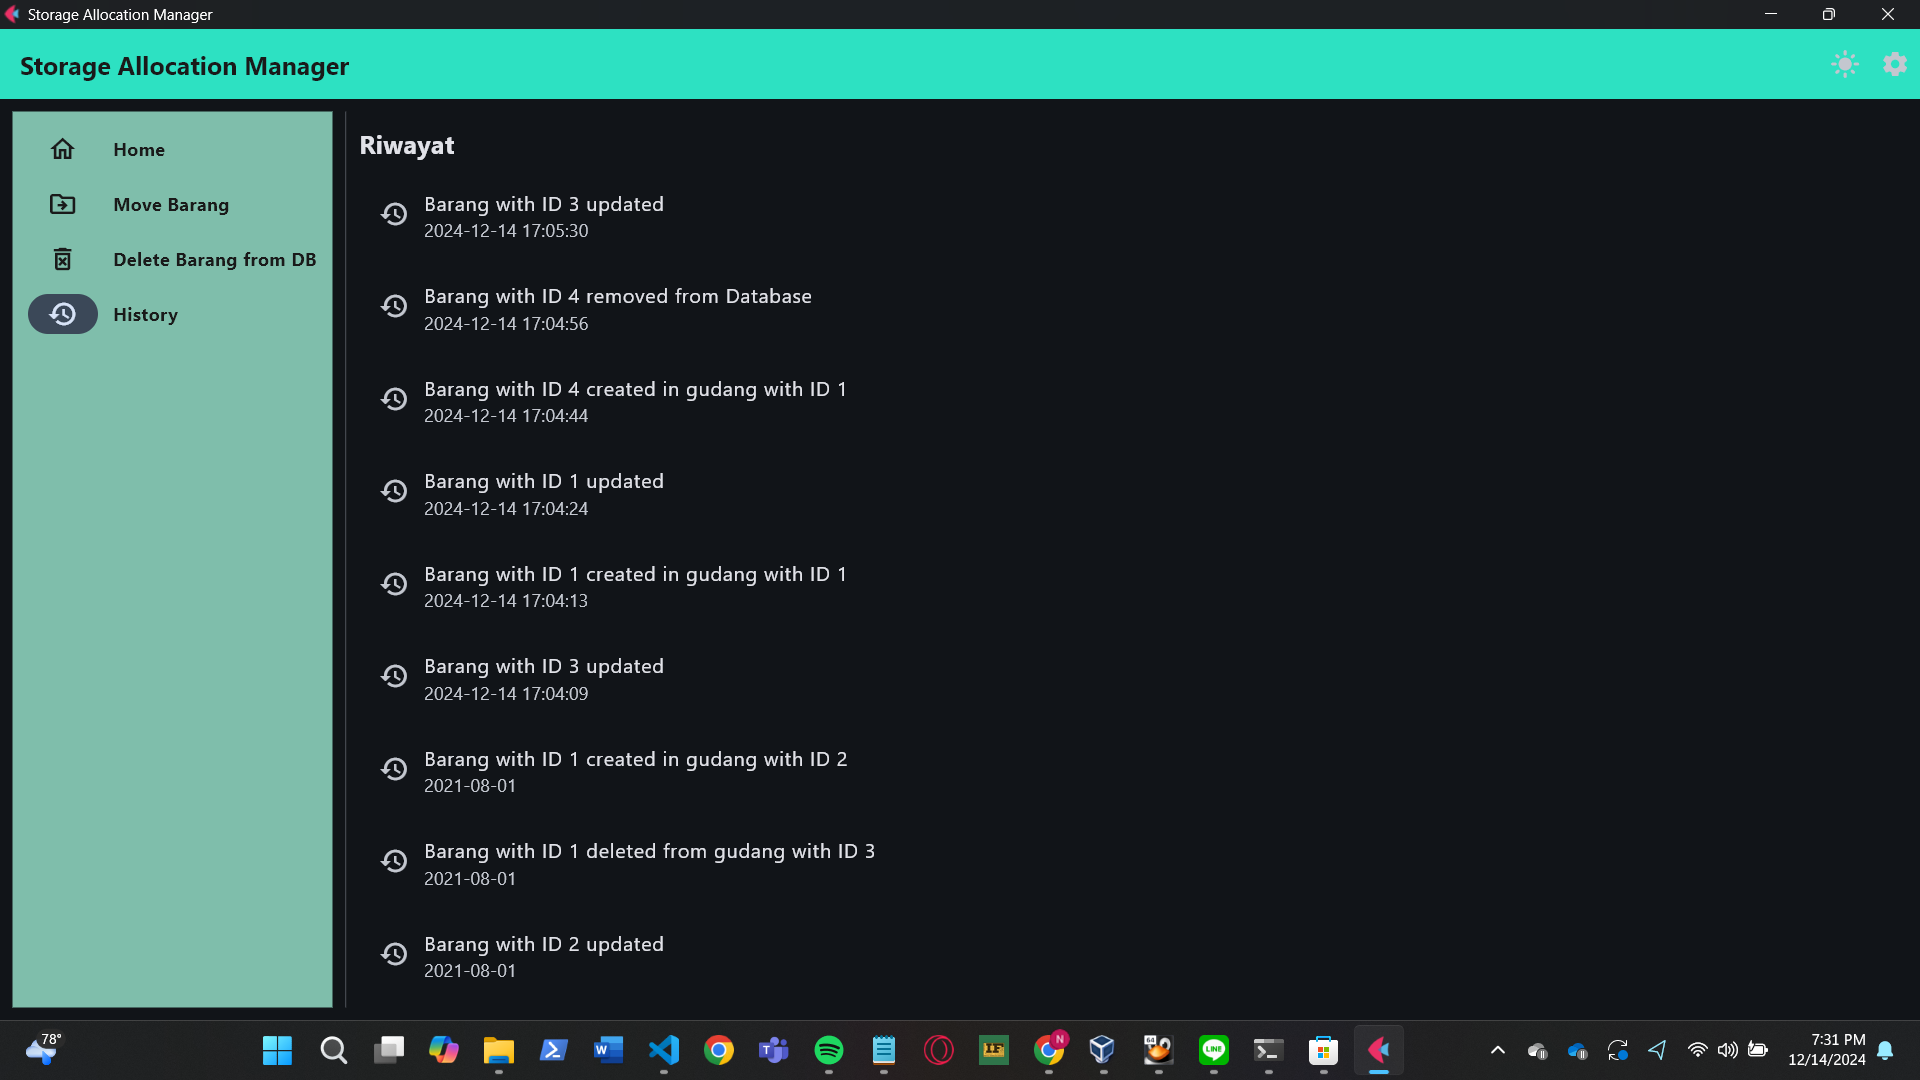 Storage Allocation Manager
Storage Allocation Manager
Home
Move Barang
Delete Barang from DB
History
Riwayat
Barang with ID 3 updated
2024-12-14 17:05:30
Barang with ID 4 removed from Database
2024-12-14 17:04:56
Barang with ID 4 created in gudang with ID 1
2024-12-14 17:04:44
Barang with ID 1 updated
2024-12-14 17:04:24
Barang with ID 1 created in gudang with ID 1
2024-12-14 17:04:13
Barang with ID 3 updated
2024-12-14 17:04:09
Barang with ID 1 created in gudang with ID 2
2021-08-01
Barang with ID 1 deleted from gudang with ID 3
2021-08-01
Barang with ID 2 updated
2021-08-01
78°
W
T
IF
N
64
LINE
7:31 PM
12/14/2024